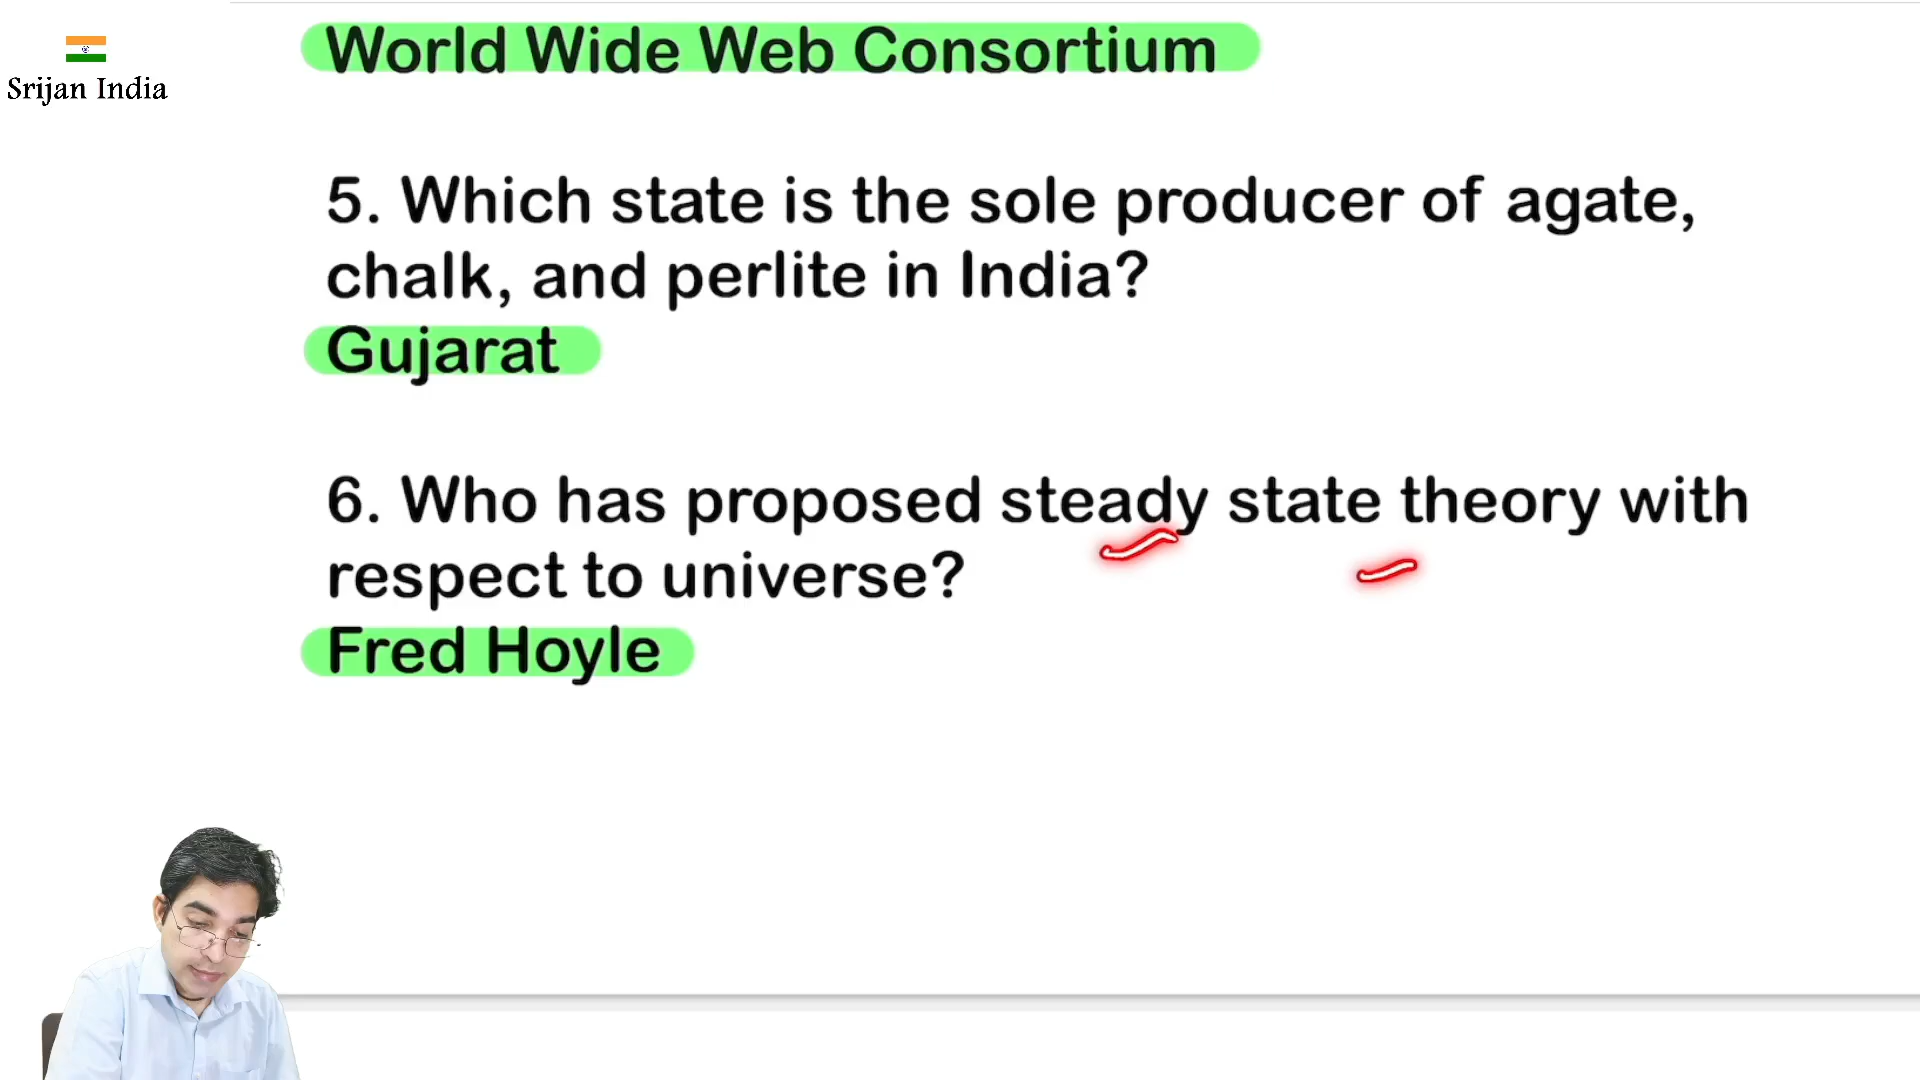 World Wide Web Consortium
Srijan India
5. Which state is the sole producer of agate,
chalk, and perlite in India?
Gujarat
6. Who has proposed steady state theory with
respect to universe?
Fred Hoyle